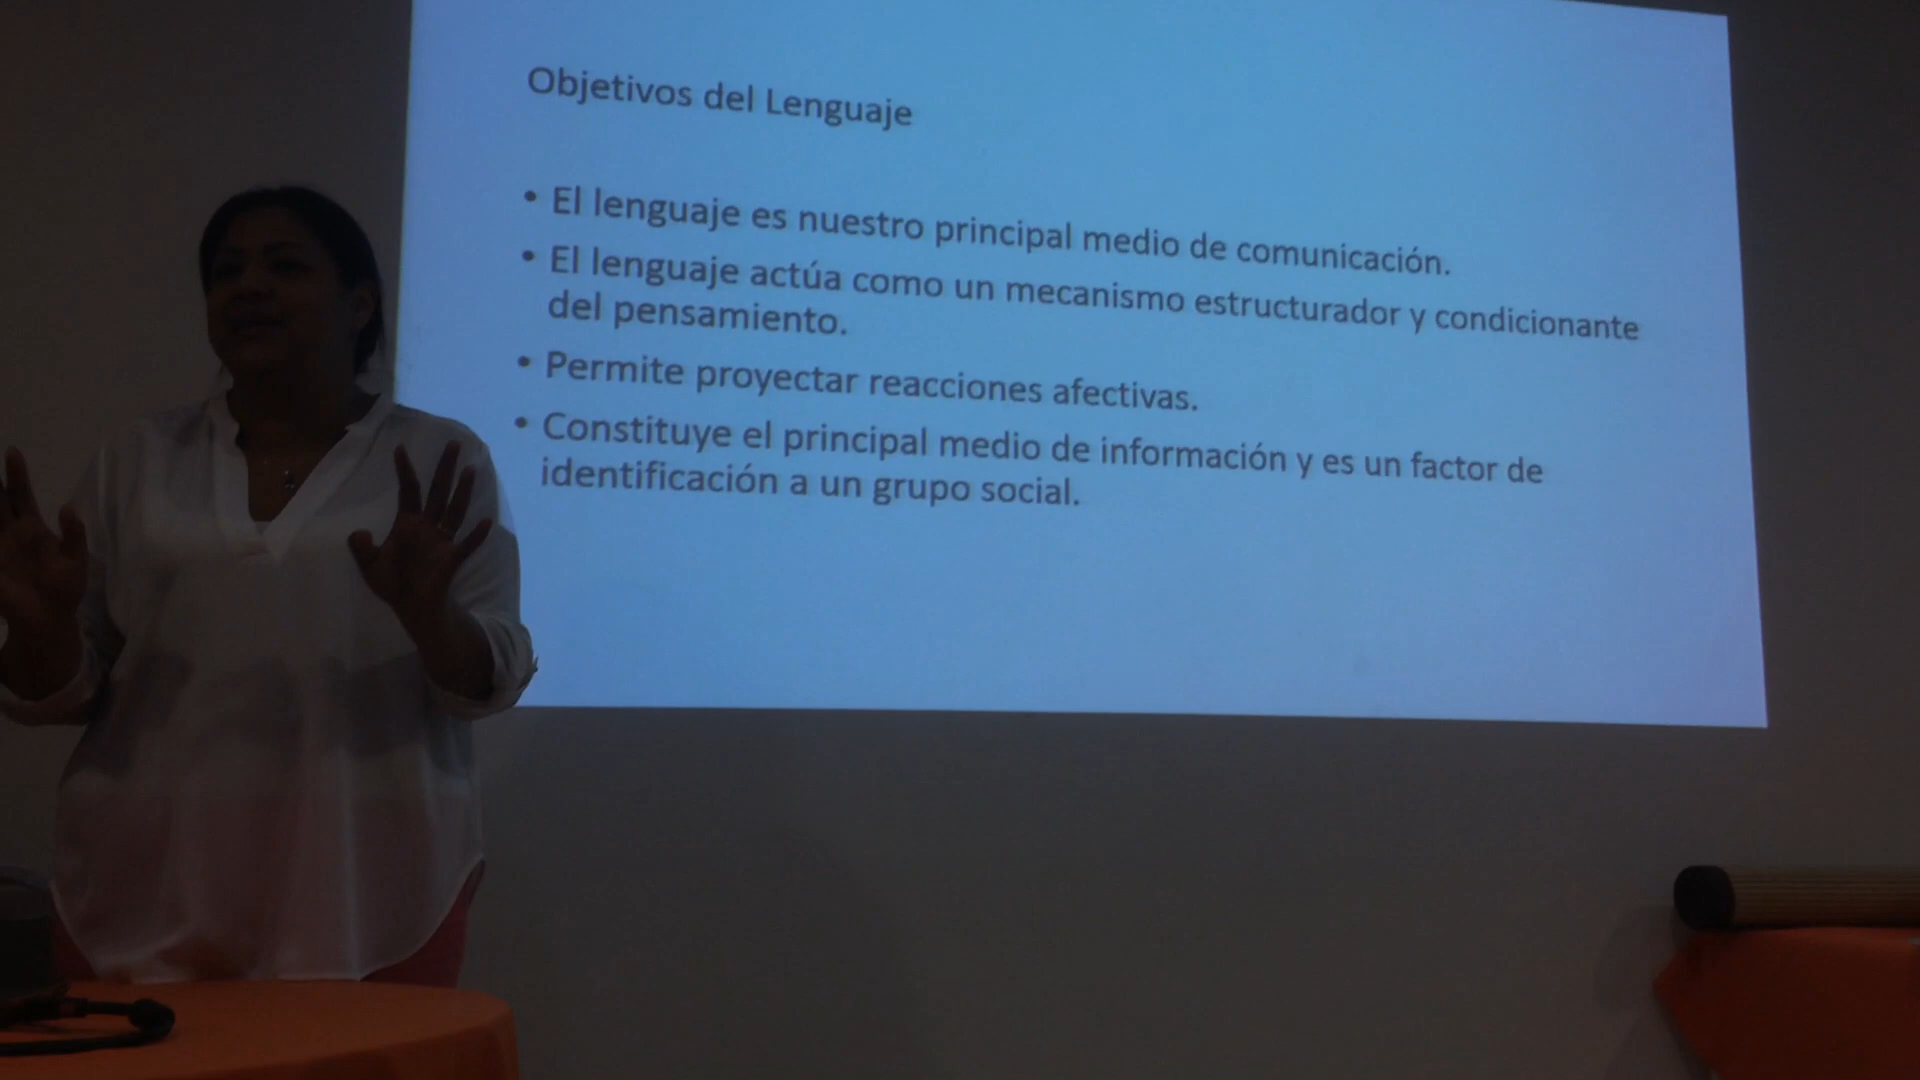 Objetivos del Lenguaje
• El lenguaje es nuestro principal medio de comunicación.
• El lenguaje actúa como un mecanismo estructurador y condicionante
del pensamiento.
• Permite proyectar reacciones afectivas.
• Constituye el principal medio de información y es un factor de
identificación a un grupo social.